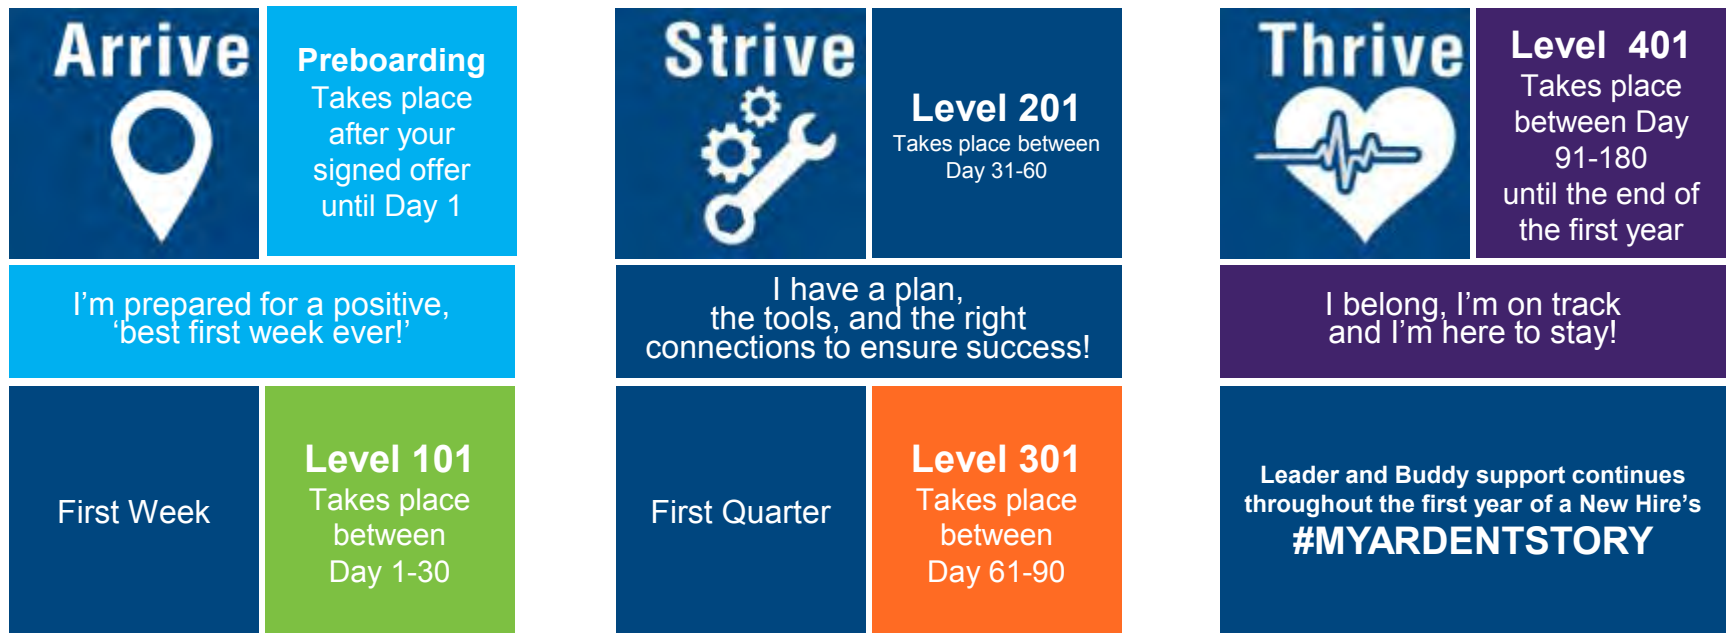 Arrive
Preboarding
Takes place
after your
signed offer
until Day 1
I'm prepared for a positive,
‘best first week ever!’
First Week
Level 101
Takes place
between
Day 1-30
Strive
Level 201
Takes place between
Day 31-60
I have a plan,
the tools, and the right
connections to ensure success!
First Quarter
Level 301
Takes place
between
Day 61-90
Thrive
Level 401
Takes place
between Day
91-180
until the end of
the first year
I belong, I’m on track
and I’m here to stay!
Leader and Buddy support continues
throughout the first year of a New Hire’s
#MYARDENTSTORY